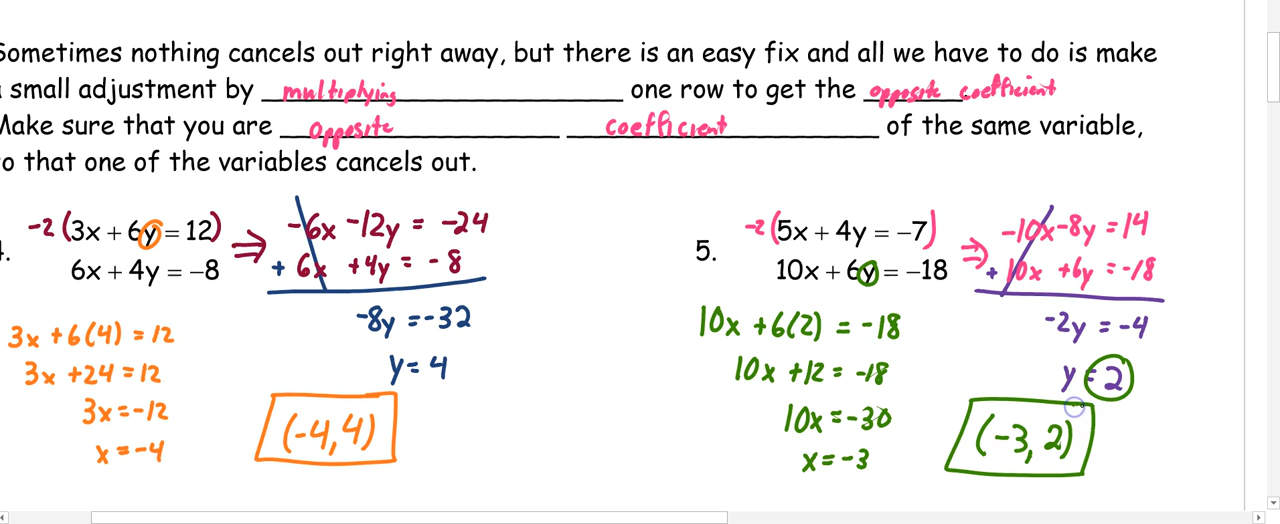 Sometimes nothing cancels out right away, but there is an easy fix and all we have to do is make
small adjustment by multiplying one row to get the opposite coefficient
Make sure that you are opposite coefficient of the same variable,
o that one of the variables cancels out.
-2 (3x + 6y = 12) ⇒ -6x -12y = -24
6x + 4y = −8 + 6x +4y = -8
-8y = -32
y = 4
3x + 6(4) = 12
3x + 24 = 12
3x = -12
x = -4
(-4, 4)
5. -2 (5x + 4y = −7) ⇒ -10x -8y = 14
10x + 6y = −18 + 10x +6y = -18
-2y = -4
y = 2
10x + 6(2) = -18
10x + 12 = -18
10x = -30
x = -3
(-3, 2)